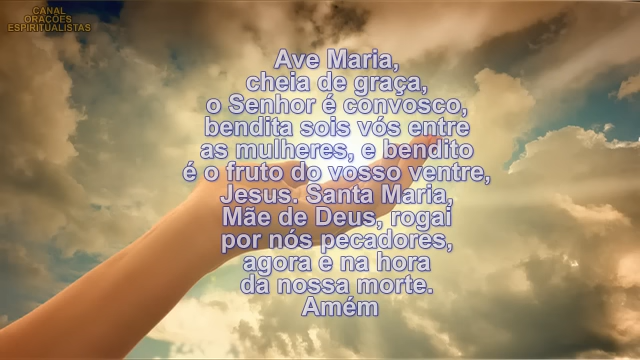 CANAL
ORAÇÕES
ESPIRITUALISTAS
Ave Maria,
cheia de graça,
o Senhor é convosco,
bendita sois vós entre
as mulheres, e bendito
é o fruto do vosso ventre,
Jesus. Santa Maria,
Mãe de Deus, rogai
por nós pecadores,
agora e na hora
da nossa morte.
Amém